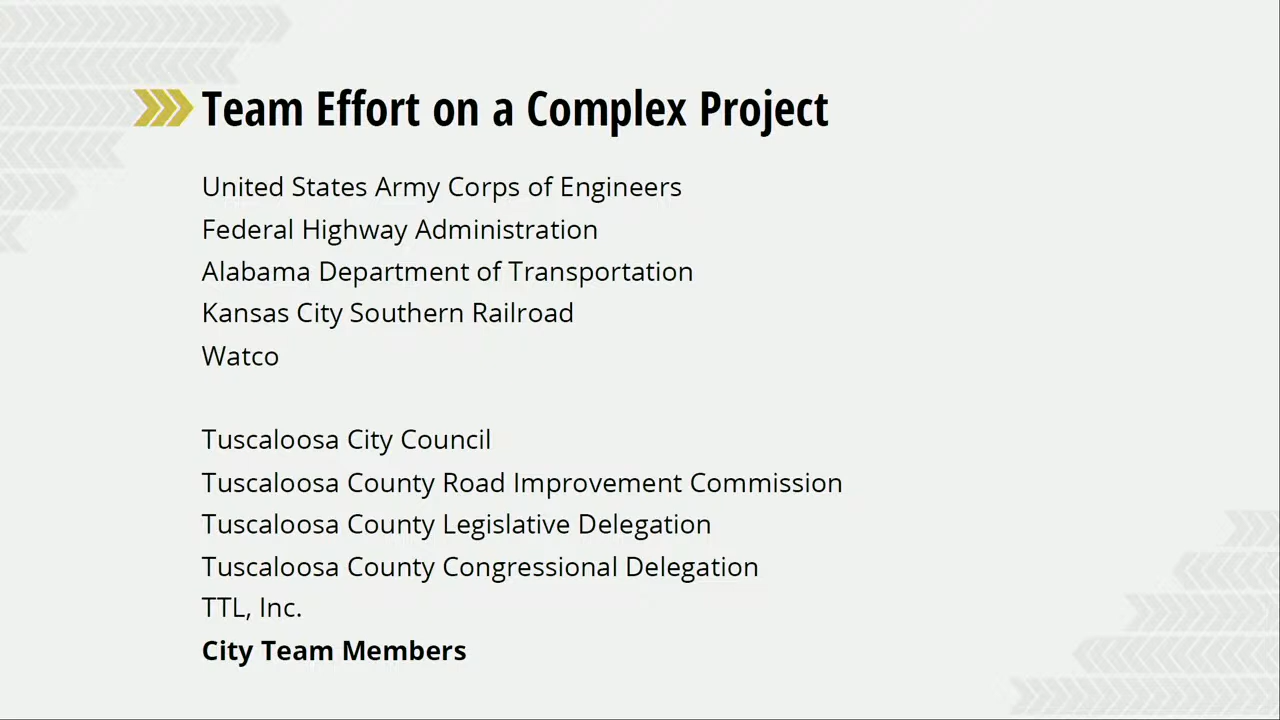 Team Effort on a Complex Project
United States Army Corps of Engineers
Federal Highway Administration
Alabama Department of Transportation
Kansas City Southern Railroad
Watco
Tuscaloosa City Council
Tuscaloosa County Road Improvement Commission
Tuscaloosa County Legislative Delegation
Tuscaloosa County Congressional Delegation
TTL, Inc.
City Team Members